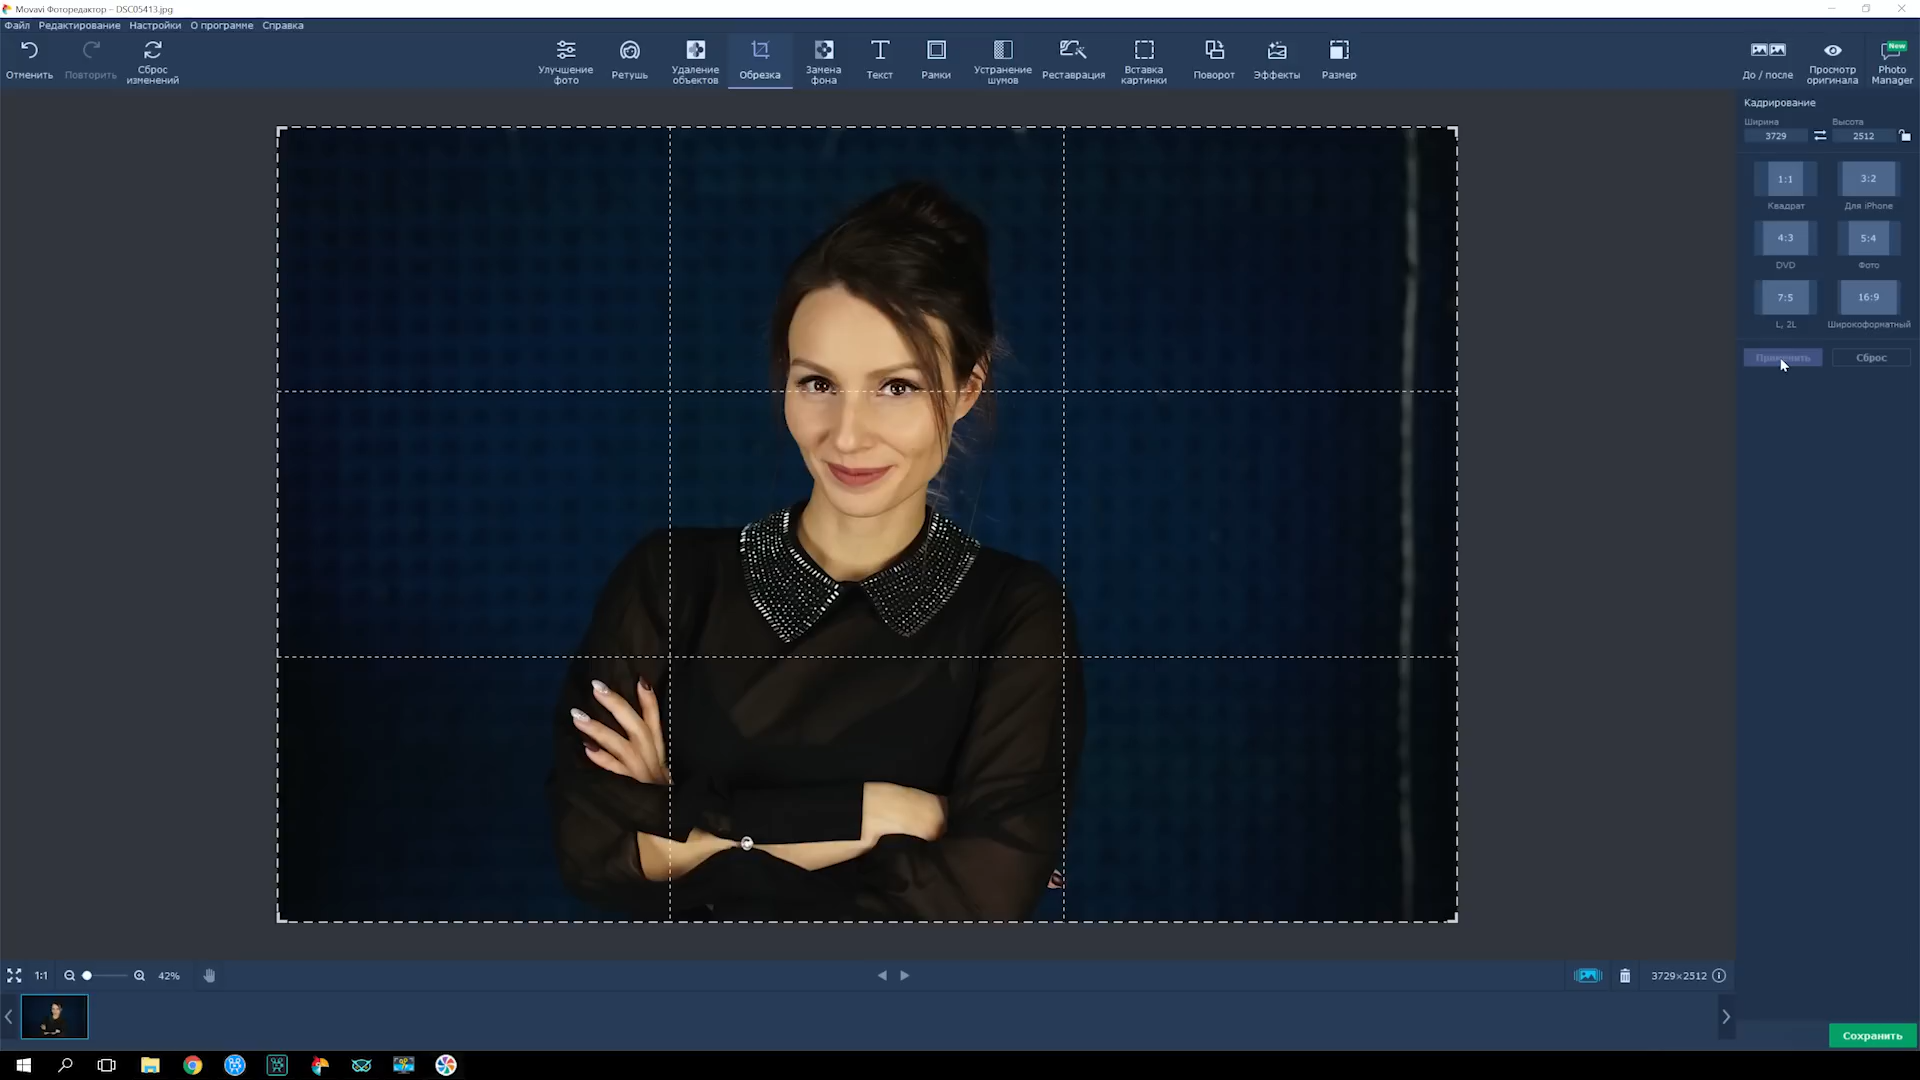 Movavi Фоторедактор – DSC05413.jpg
Файл Редактирование Настройки О программе Справка
Отменить
Повторить
Сброс
изменений
Улучшение
фото
Ретушь
Удаление
объектов
Обрезка
Замена
фона
Текст
Рамки
Устранение
шумов
Реставрация
Вставка
картинки
Поворот
Эффекты
Размер
До / после
Просмотр
оригинала
New
Photo
Manager
Кадрирование
Ширина
Высота
3729
2512
1:1
3:2
Квадрат
Для iPhone
4:3
5:4
DVD
Фото
7:5
16:9
L, 2L
Широкоформатный
Применить
Сброс
1:1
42%
3729×2512
Сохранить